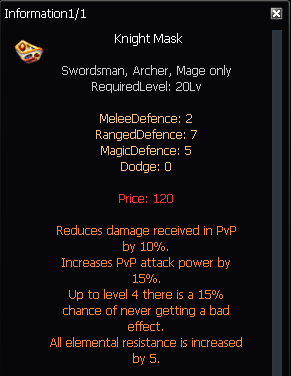 Information1/1
Knight Mask
Swordsman, Archer, Mage only
RequiredLevel: 20Lv
MeleeDefence: 2
RangedDefence: 7
MagicDefence: 5
Dodge: 0
Price: 120
Reduces damage received in PvP
by 10%.
Increases PvP attack power by
15%.
Up to level 4 there is a 15%
chance of never getting a bad
effect.
All elemental resistance is increased
by 5.